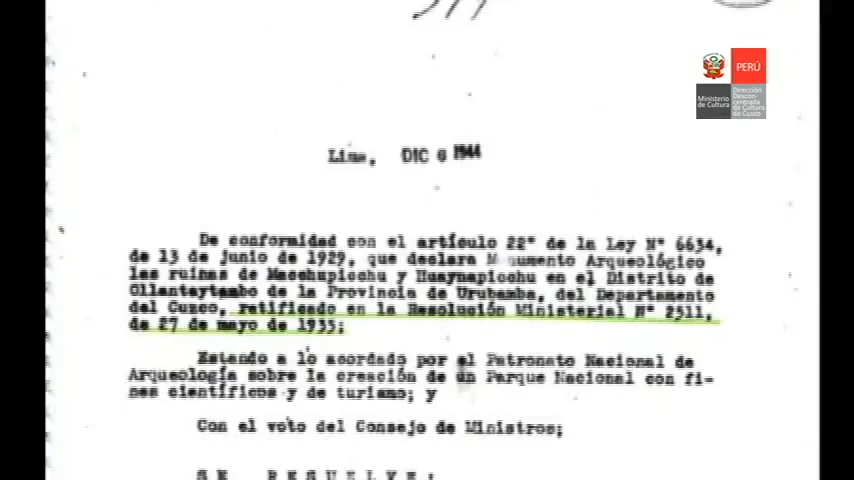 PERÚ
Ministerio
de Cultura
Dirección
Descon-
centrada
de Cultura
de Cusco
Lima, DIC 6 1944
De conformidad con el artículo 22° de la Ley N° 6634,
de 13 de junio de 1929, que declara Monumento Arqueológico
las ruinas de Macchupicchu y Huaynapicchu en el Distrito de
Ollantaytambo de la Provincia de Urubamba, del Departamento
del Cuzco, ratificado en la Resolución Ministerial N° 2511,
de 27 de mayo de 1935;
Estando a lo acordado por el Patronato Nacional de
Arqueología sobre la creación de un Parque Nacional con fi-
nes científicos y de turismo; y
Con el voto del Consejo de Ministros;
SE RESUELVE: